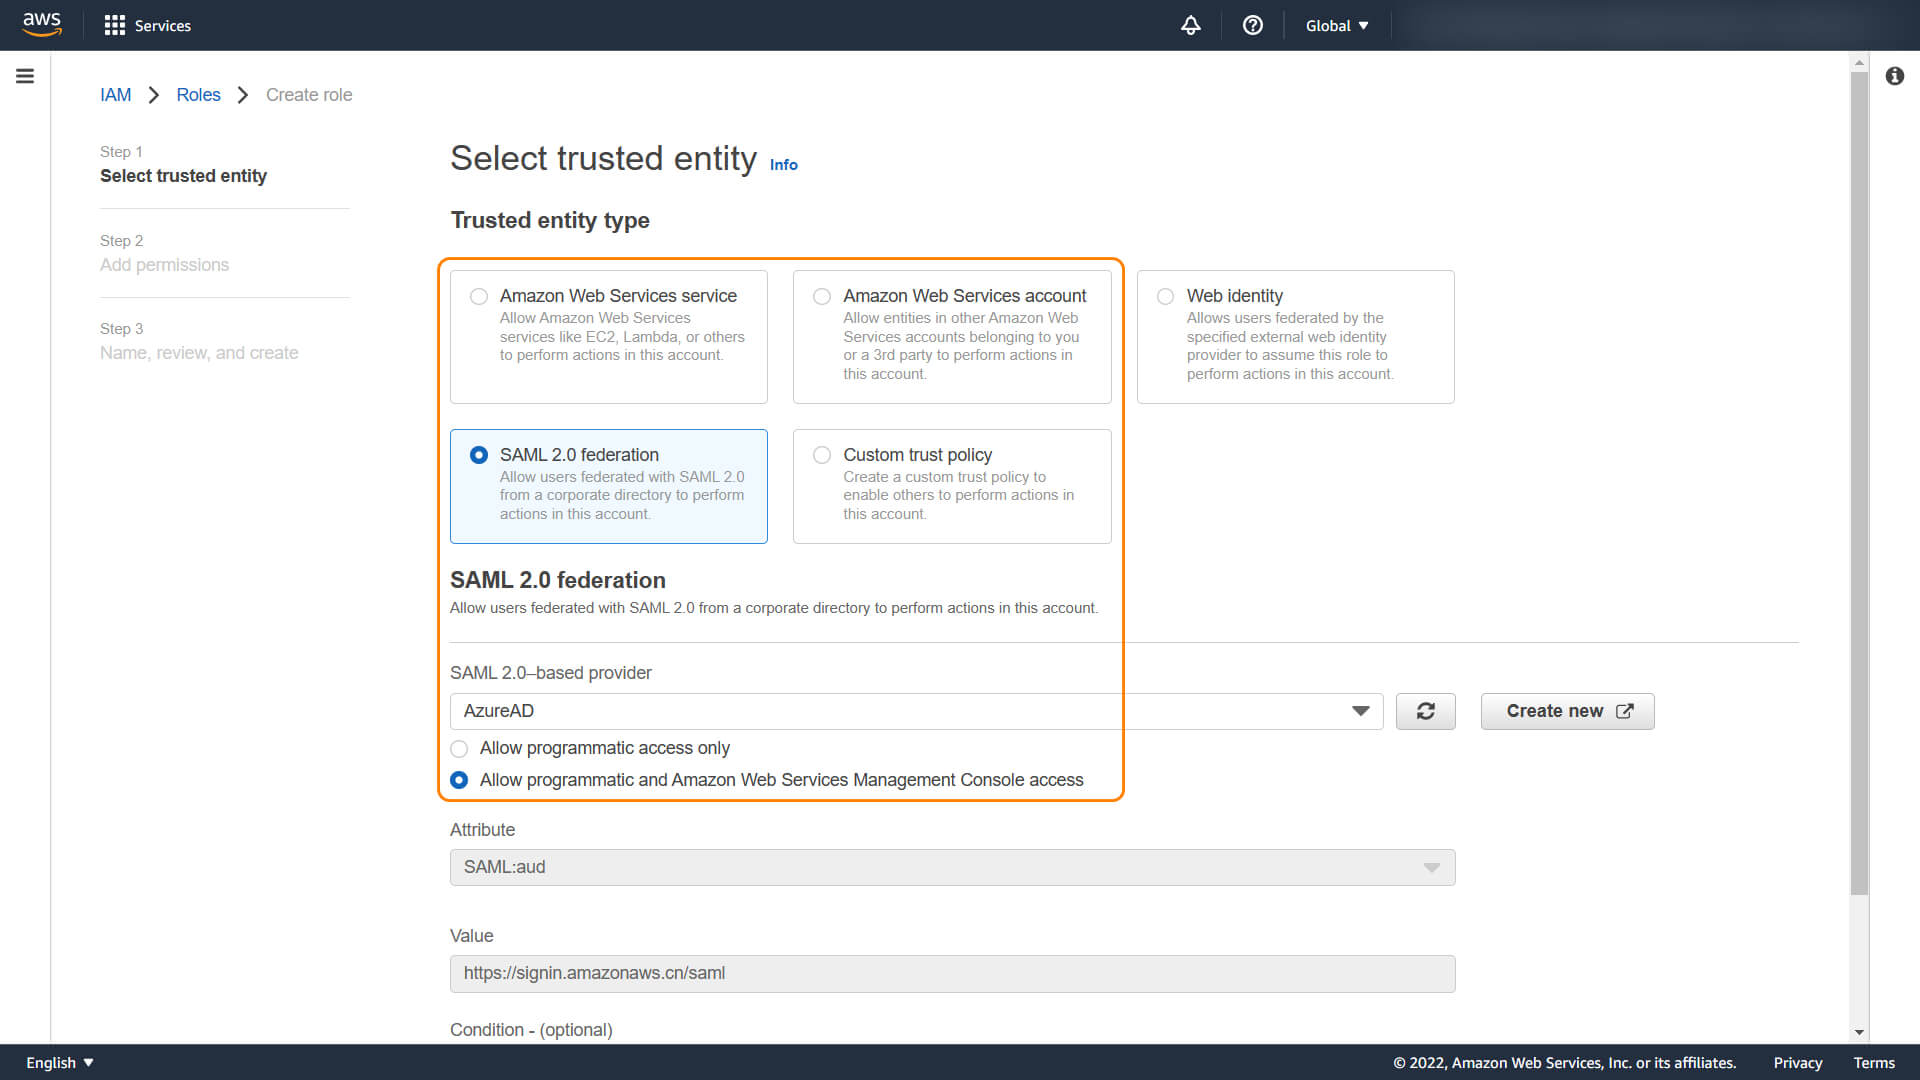 aws
Services
Global
IAM
Roles
Create role
Step 1
Select trusted entity
Step 2
Add permissions
Step 3
Name, review, and create
Select trusted entity Info
Trusted entity type
Amazon Web Services service
Allow Amazon Web Services
services like EC2, Lambda, or others
to perform actions in this account.
Amazon Web Services account
Allow entities in other Amazon Web
Services accounts belonging to you
or a 3rd party to perform actions in
this account.
Web identity
Allows users federated by the
specified external web identity
provider to assume this role to
perform actions in this account.
SAML 2.0 federation
Allow users federated with SAML 2.0
from a corporate directory to perform
actions in this account.
Custom trust policy
Create a custom trust policy to
enable others to perform actions in
this account.
SAML 2.0 federation
Allow users federated with SAML 2.0 from a corporate directory to perform actions in this account.
SAML 2.0–based provider
AzureAD
Create new
Allow programmatic access only
Allow programmatic and Amazon Web Services Management Console access
Attribute
SAML:aud
Value
https://signin.amazonaws.cn/saml
Condition - (optional)
English
© 2022, Amazon Web Services, Inc. or its affiliates.
Privacy
Terms